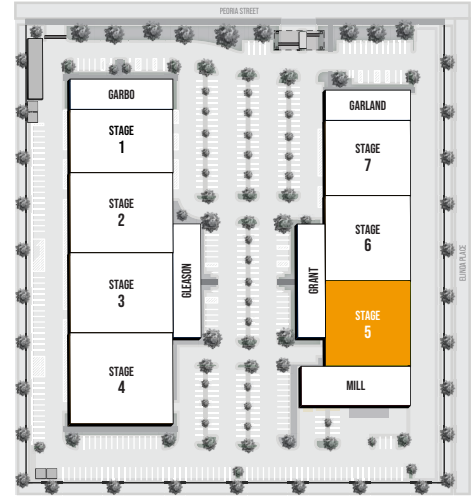 PEORIA STREET
GARBO
STAGE
1
STAGE
2
STAGE
3
STAGE
4
GLEASON
GARLAND
STAGE
7
STAGE
6
GRANT
STAGE
5
MILL
ELINDA PLACE